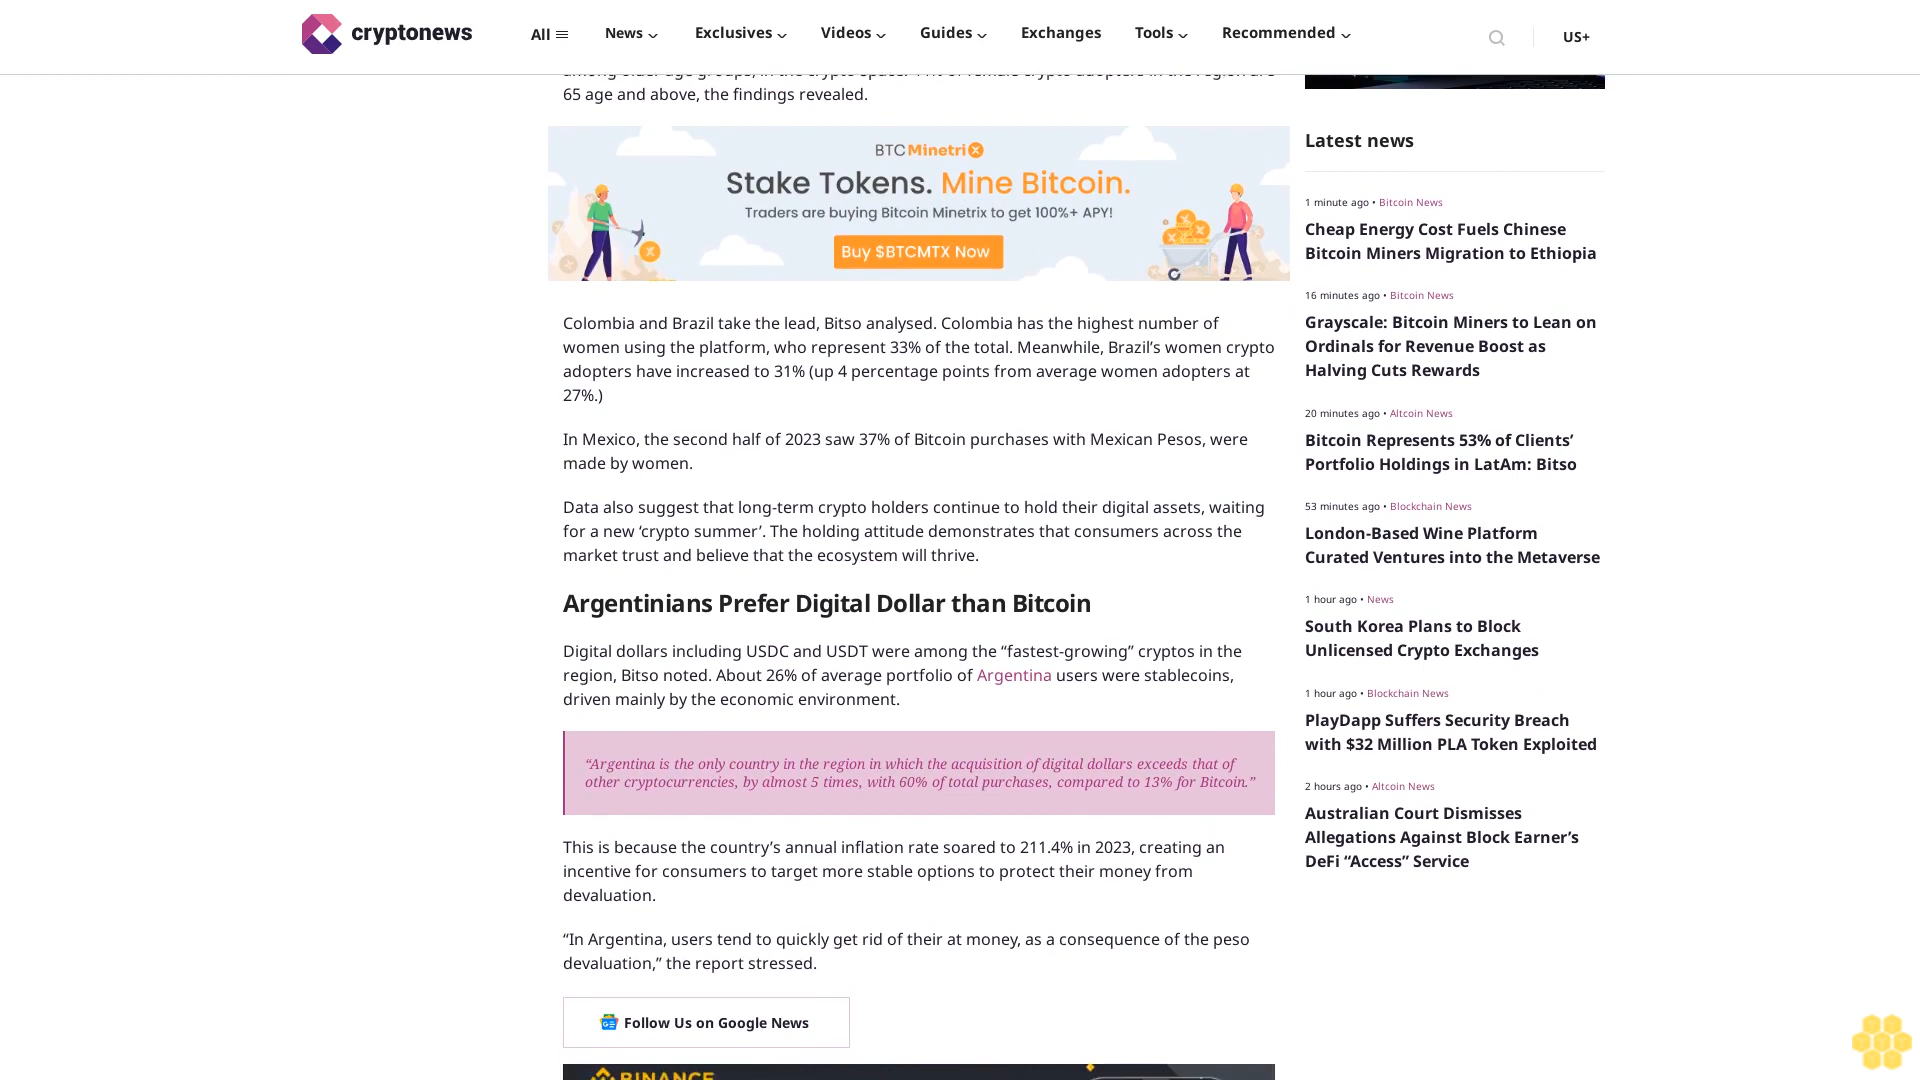 cryptonews
All
News
Exclusives
Videos
Guides
Exchanges
Tools
Recommended
US+
among older age groups, in the crypto space. 41% of female crypto adopters in the region are
65 age and above, the findings revealed.
BTC Minetrix
Stake Tokens. Mine Bitcoin.
Traders are buying Bitcoin Minetrix to get 100%+ APY!
Buy $BTCMTX Now
Colombia and Brazil take the lead, Bitso analysed. Colombia has the highest number of
women using the platform, who represent 33% of the total. Meanwhile, Brazil’s women crypto
adopters have increased to 31% (up 4 percentage points from average women adopters at
27%.)
In Mexico, the second half of 2023 saw 37% of Bitcoin purchases with Mexican Pesos, were
made by women.
Data also suggest that long-term crypto holders continue to hold their digital assets, waiting
for a new ‘crypto summer’. The holding attitude demonstrates that consumers across the
market trust and believe that the ecosystem will thrive.
Argentinians Prefer Digital Dollar than Bitcoin
Digital dollars including USDC and USDT were among the “fastest-growing” cryptos in the
region, Bitso noted. About 26% of average portfolio of Argentina users were stablecoins,
driven mainly by the economic environment.
“Argentina is the only country in the region in which the acquisition of digital dollars exceeds that of
other cryptocurrencies, by almost 5 times, with 60% of total purchases, compared to 13% for Bitcoin.”
This is because the country’s annual inflation rate soared to 211.4% in 2023, creating an
incentive for consumers to target more stable options to protect their money from
devaluation.
“In Argentina, users tend to quickly get rid of their at money, as a consequence of the peso
devaluation,” the report stressed.
Follow Us on Google News
BINANCE
Latest news
1 minute ago • Bitcoin News
Cheap Energy Cost Fuels Chinese
Bitcoin Miners Migration to Ethiopia
16 minutes ago • Bitcoin News
Grayscale: Bitcoin Miners to Lean on
Ordinals for Revenue Boost as
Halving Cuts Rewards
20 minutes ago • Altcoin News
Bitcoin Represents 53% of Clients’
Portfolio Holdings in LatAm: Bitso
53 minutes ago • Blockchain News
London-Based Wine Platform
Curated Ventures into the Metaverse
1 hour ago • News
South Korea Plans to Block
Unlicensed Crypto Exchanges
1 hour ago • Blockchain News
PlayDapp Suffers Security Breach
with $32 Million PLA Token Exploited
2 hours ago • Altcoin News
Australian Court Dismisses
Allegations Against Block Earner’s
DeFi “Access” Service